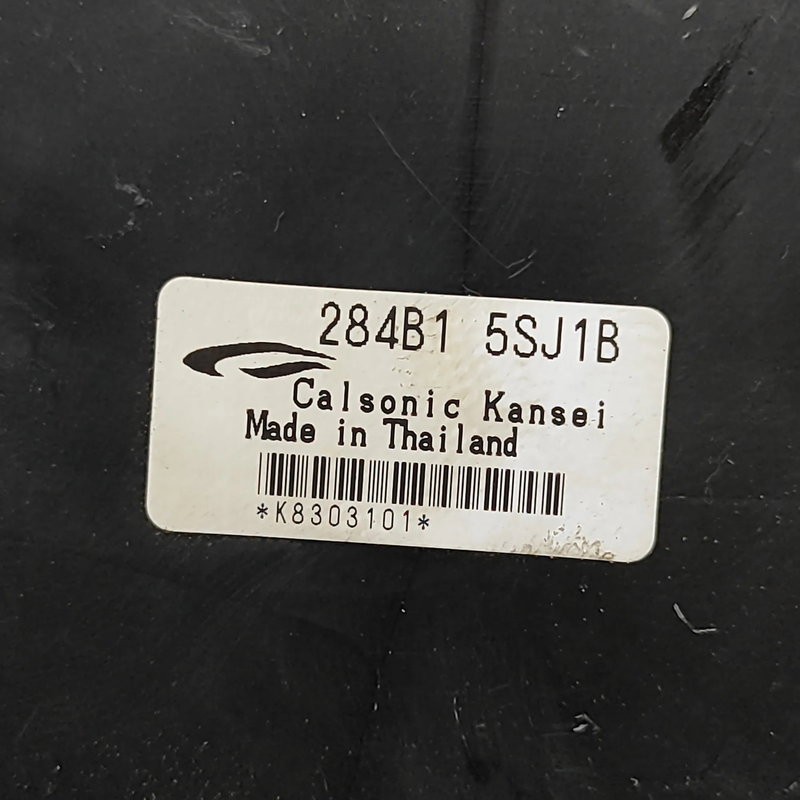 284B1 5SJ1B
Calsonic Kansei
Made in Thailand
*K8303101*